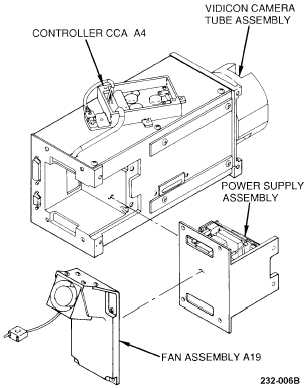 VIDICON CAMERA
TUBE ASSEMBLY
CONTROLLER CCA A4
POWER SUPPLY
ASSEMBLY
FAN ASSEMBLY A19
232-006B